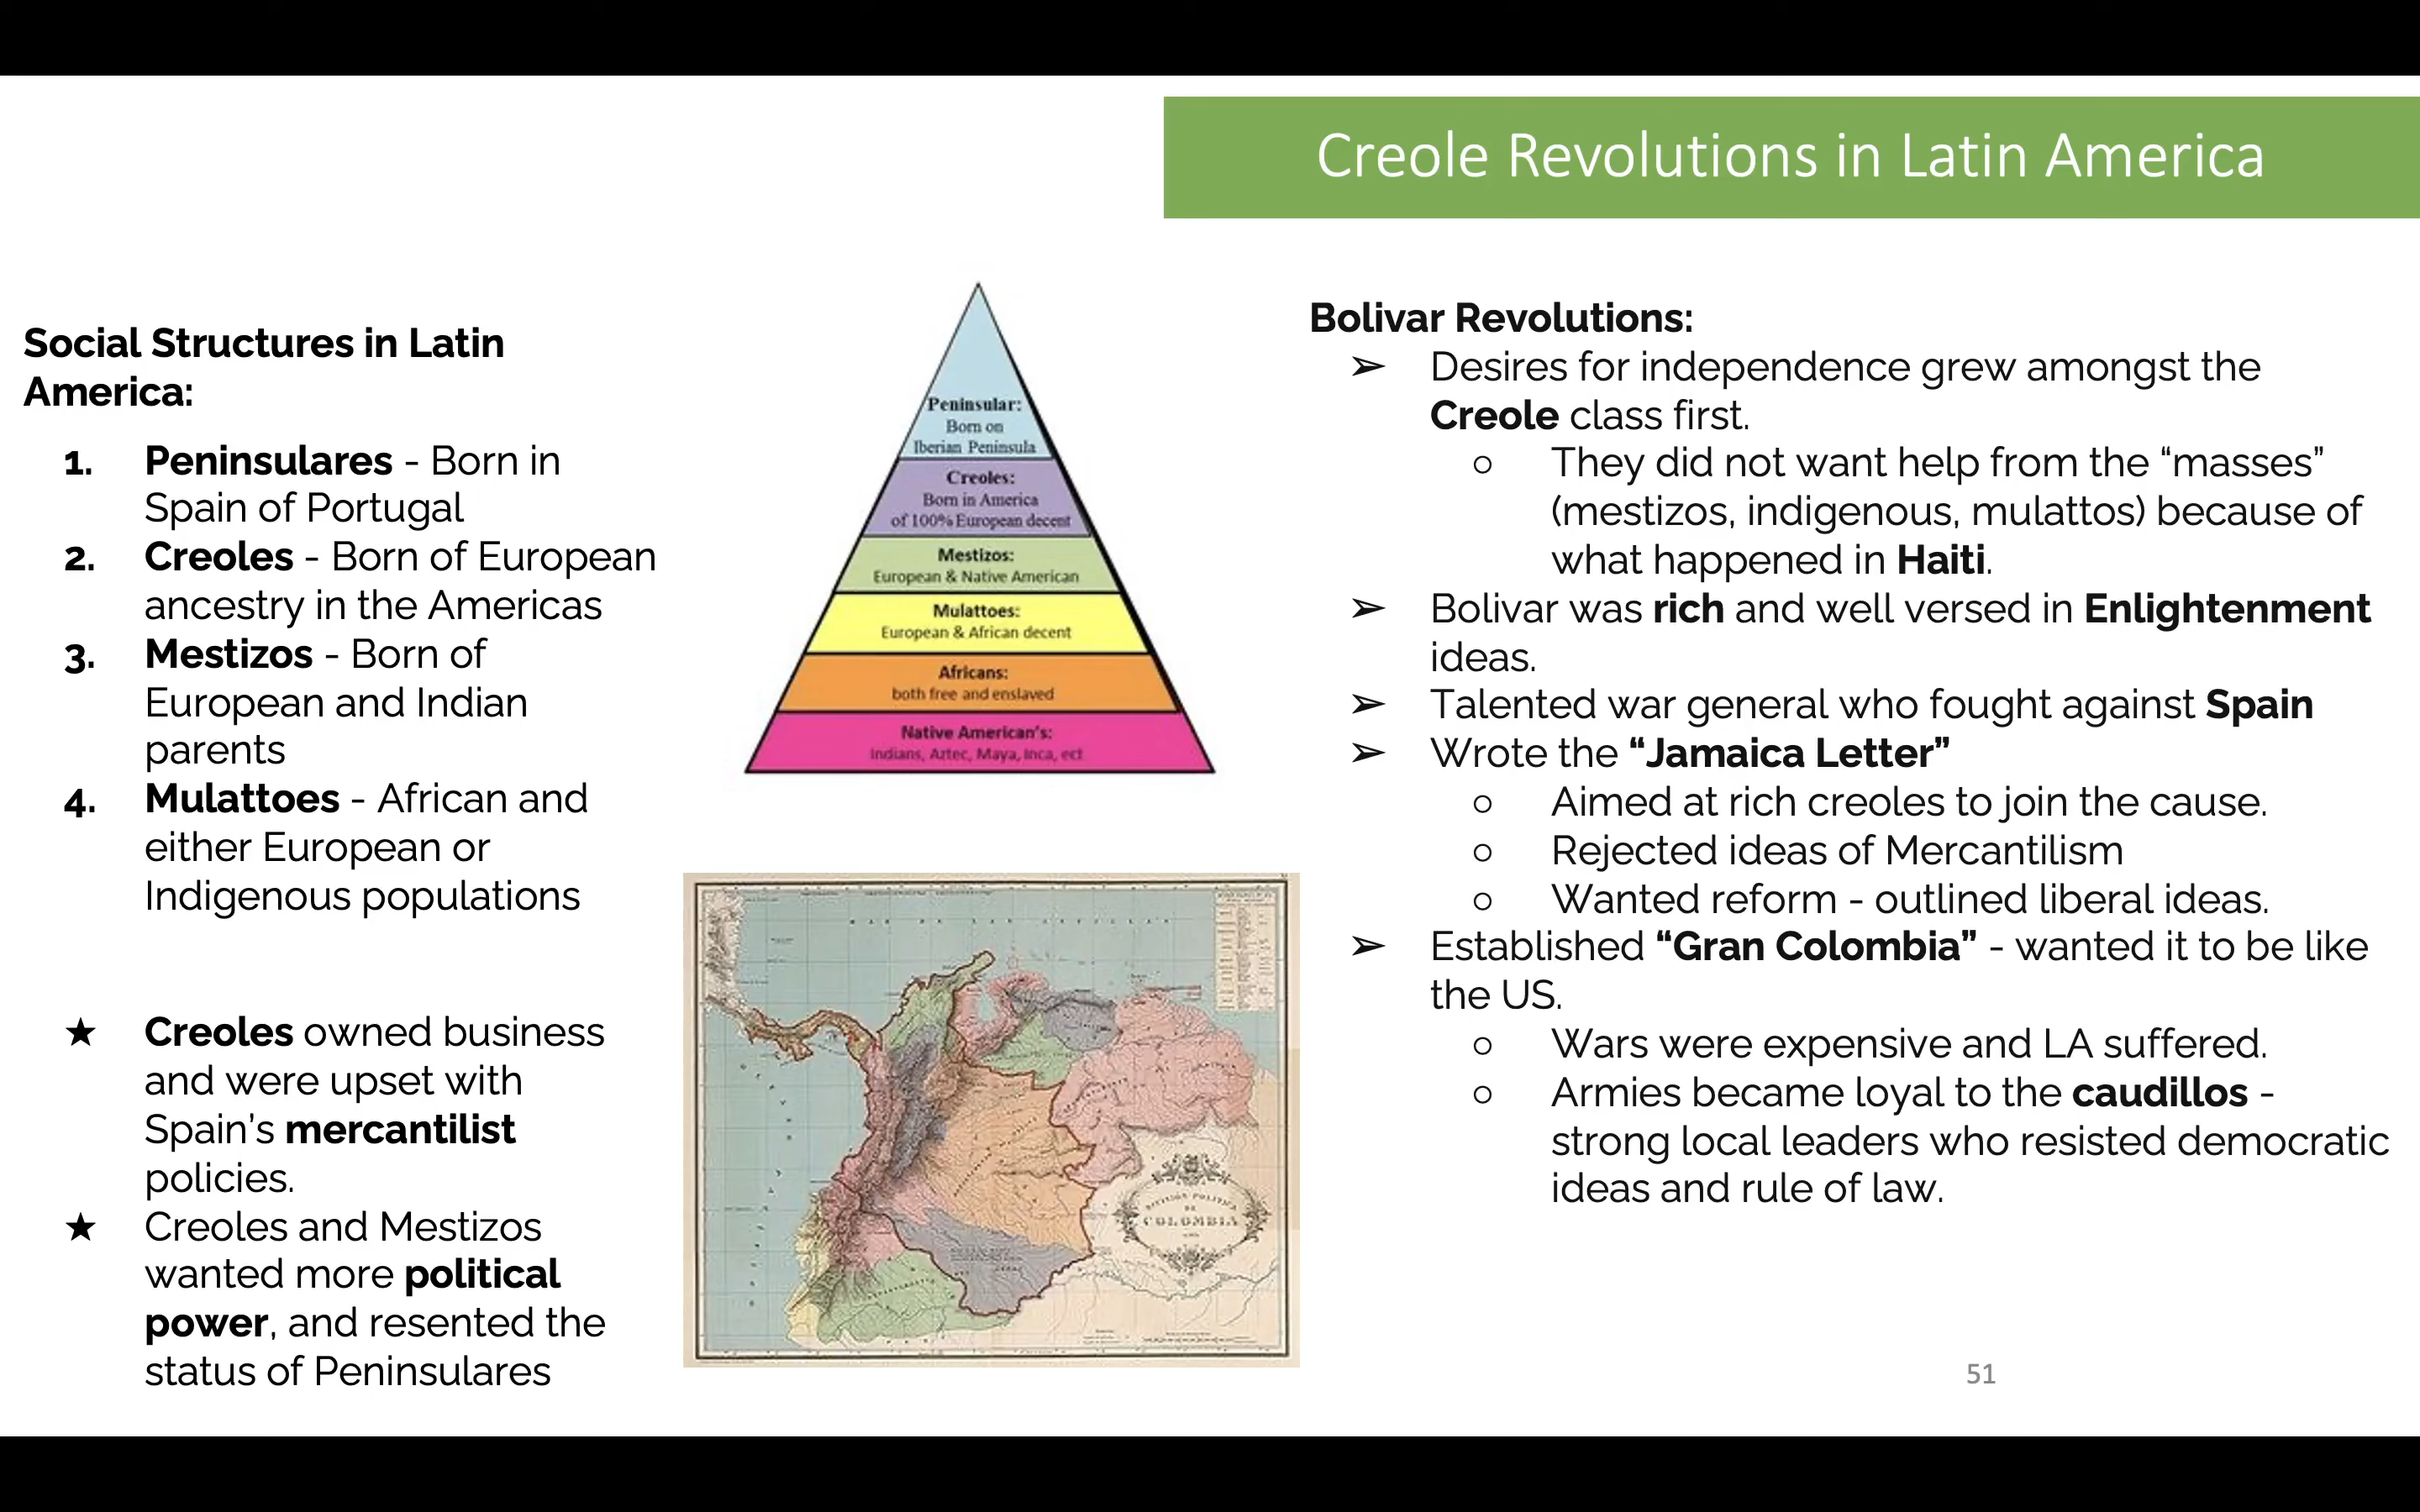 Creole Revolutions in Latin America
Social Structures in Latin
America:
1. Peninsulares - Born in
Spain of Portugal
2. Creoles - Born of European
ancestry in the Americas
3. Mestizos - Born of
European and Indian
parents
4. Mulattoes - African and
either European or
Indigenous populations
★ Creoles owned business
and were upset with
Spain's mercantilist
policies.
★ Creoles and Mestizos
wanted more political
power, and resented the
status of Peninsulares
Peninsular:
Born on
Iberian Peninsula
Creoles:
Born in America
of 100% European decent
Mestizos:
European & Native American
Mulattoes:
European & African decent
Africans:
both free and enslaved
Native American's:
Indians, Aztec, Maya, Inca, ect
DIVISION POLITICA
DE
COLOMBIA
Bolivar Revolutions:
➢ Desires for independence grew amongst the
Creole class first.
○ They did not want help from the “masses”
(mestizos, indigenous, mulattos) because of
what happened in Haiti.
➢ Bolivar was rich and well versed in Enlightenment
ideas.
➢ Talented war general who fought against Spain
➢ Wrote the “Jamaica Letter”
○ Aimed at rich creoles to join the cause.
○ Rejected ideas of Mercantilism
○ Wanted reform - outlined liberal ideas.
➢ Established “Gran Colombia” - wanted it to be like
the US.
○ Wars were expensive and LA suffered.
○ Armies became loyal to the caudillos -
strong local leaders who resisted democratic
ideas and rule of law.
51